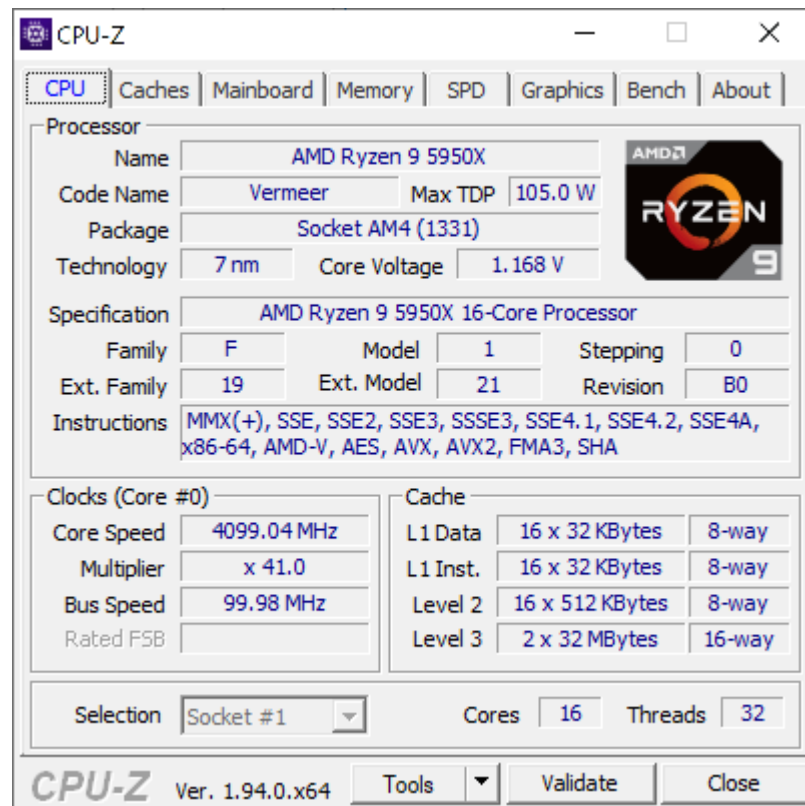 CPU-Z
CPU Caches Mainboard Memory SPD Graphics Bench About
Processor
Name AMD Ryzen 9 5950X
Code Name Vermeer Max TDP 105.0 W
Package Socket AM4 (1331)
Technology 7 nm Core Voltage 1.168 V
AMD
RYZEN
9
Specification AMD Ryzen 9 5950X 16-Core Processor
Family F Model 1 Stepping 0
Ext. Family 19 Ext. Model 21 Revision B0
Instructions MMX(+), SSE, SSE2, SSE3, SSSE3, SSE4.1, SSE4.2, SSE4A,
x86-64, AMD-V, AES, AVX, AVX2, FMA3, SHA
Clocks (Core #0)
Core Speed 4099.04 MHz
Multiplier x 41.0
Bus Speed 99.98 MHz
Rated FSB
Cache
L1 Data 16 x 32 KBytes 8-way
L1 Inst. 16 x 32 KBytes 8-way
Level 2 16 x 512 KBytes 8-way
Level 3 2 x 32 MBytes 16-way
Selection Socket #1 Cores 16 Threads 32
CPU-Z Ver. 1.94.0.x64 Tools Validate Close